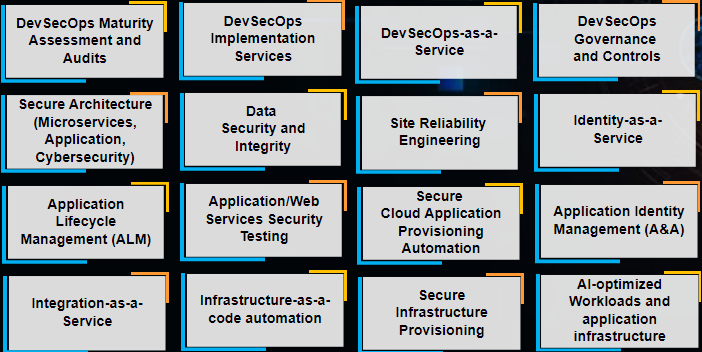 DevSecOps Maturity
Assessment and
Audits
DevSecOps
Implementation
Services
DevSecOps-as-a-
Service
DevSecOps
Governance
and Controls
Secure Architecture
(Microservices,
Application,
Cybersecurity)
Data
Security and
Integrity
Site Reliability
Engineering
Identity-as-a-
Service
Application
Lifecycle
Management (ALM)
Application/Web
Services Security
Testing
Secure
Cloud Application
Provisioning
Automation
Application Identity
Management (A&A)
Integration-as-a-
Service
Infrastructure-as-a-
code automation
Secure
Infrastructure
Provisioning
AI-optimized
Workloads and
application
infrastructure